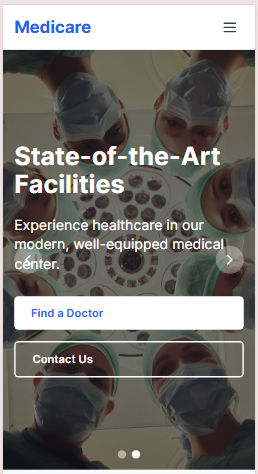 Medicare
State-of-the-Art
Facilities
Experience healthcare in our
modern, well-equipped medical
center.
Find a Doctor
Contact Us